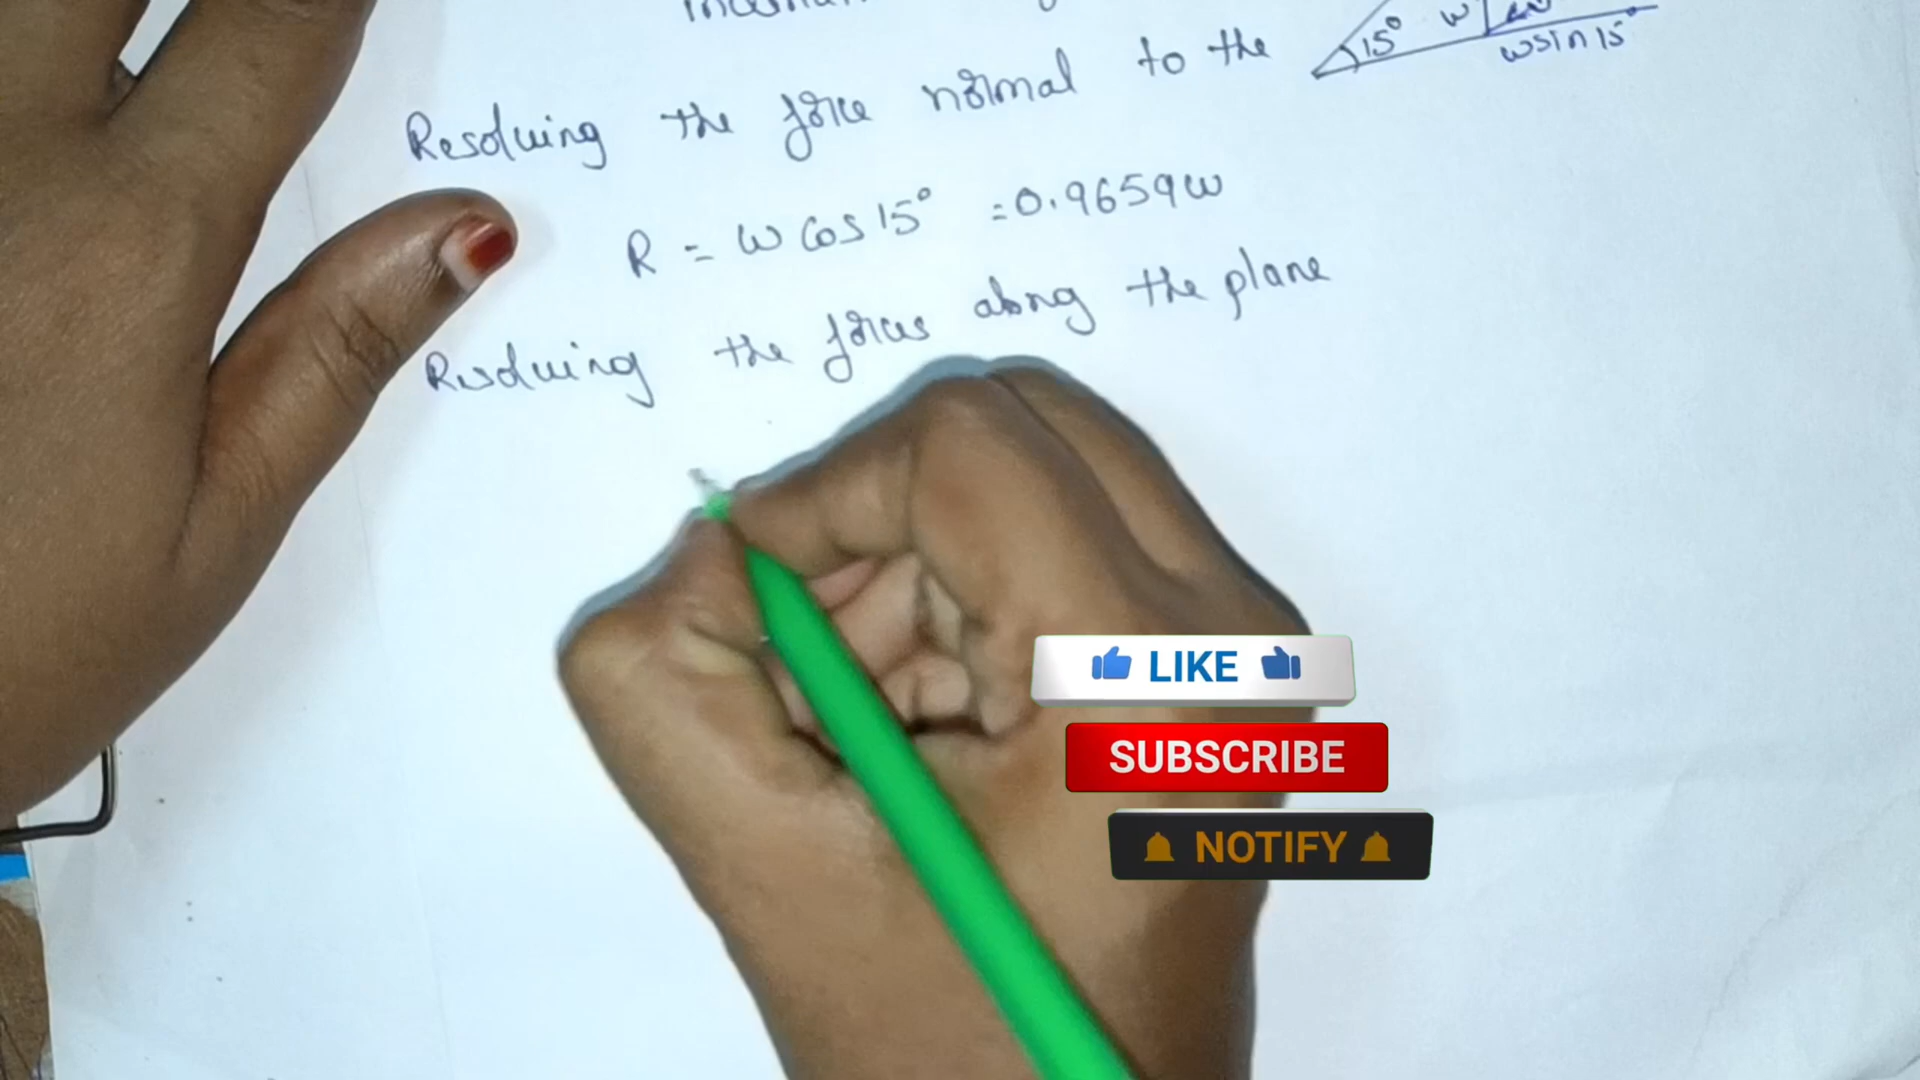 15° W
wsin 15°
Resolving the force normal to the
R = W Cos 15° = 0.9659W
Resolving the forces along the plane
LIKE
SUBSCRIBE
NOTIFY